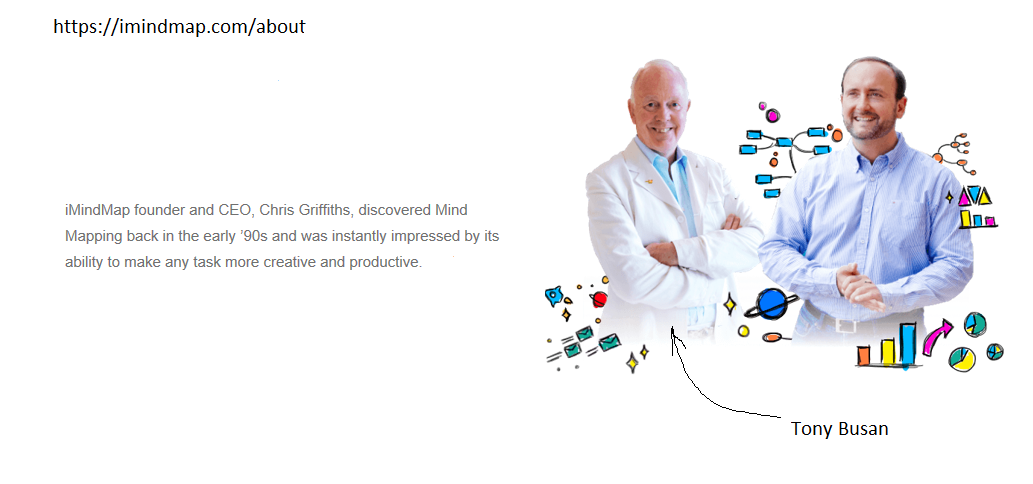 https://imindmap.com/about
iMindMap founder and CEO, Chris Griffiths, discovered Mind
Mapping back in the early ’90s and was instantly impressed by its
ability to make any task more creative and productive.
Tony Busan